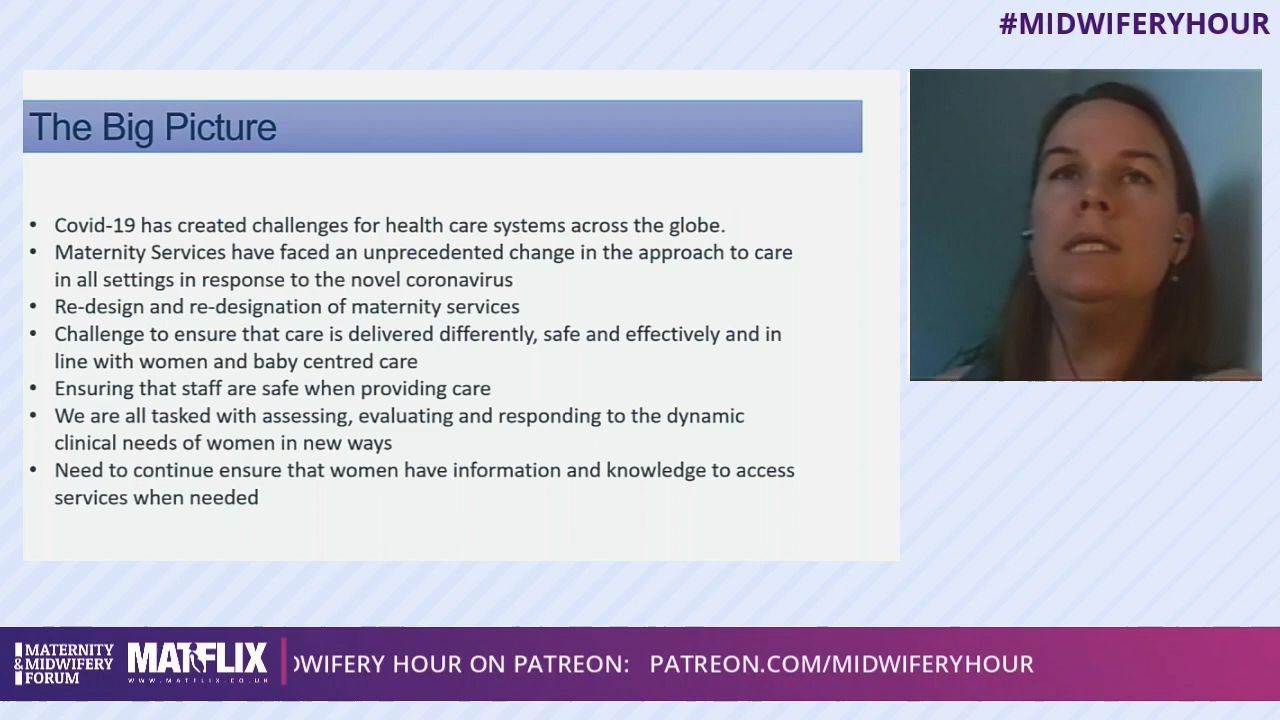 #MIDWIFERYHOUR
The Big Picture
• Covid-19 has created challenges for health care systems across the globe.
• Maternity Services have faced an unprecedented change in the approach to care
in all settings in response to the novel coronavirus
• Re-design and re-designation of maternity services
• Challenge to ensure that care is delivered differently, safe and effectively and in
line with women and baby centred care
• Ensuring that staff are safe when providing care
• We are all tasked with assessing, evaluating and responding to the dynamic
clinical needs of women in new ways
• Need to continue ensure that women have information and knowledge to access
services when needed
MATERNITY
&MIDWIFERY
FORUM
MATFLIX
WWW.MATFLIX.CO.UK
WIFERY HOUR ON PATREON: PATREON.COM/MIDWIFERYHOUR